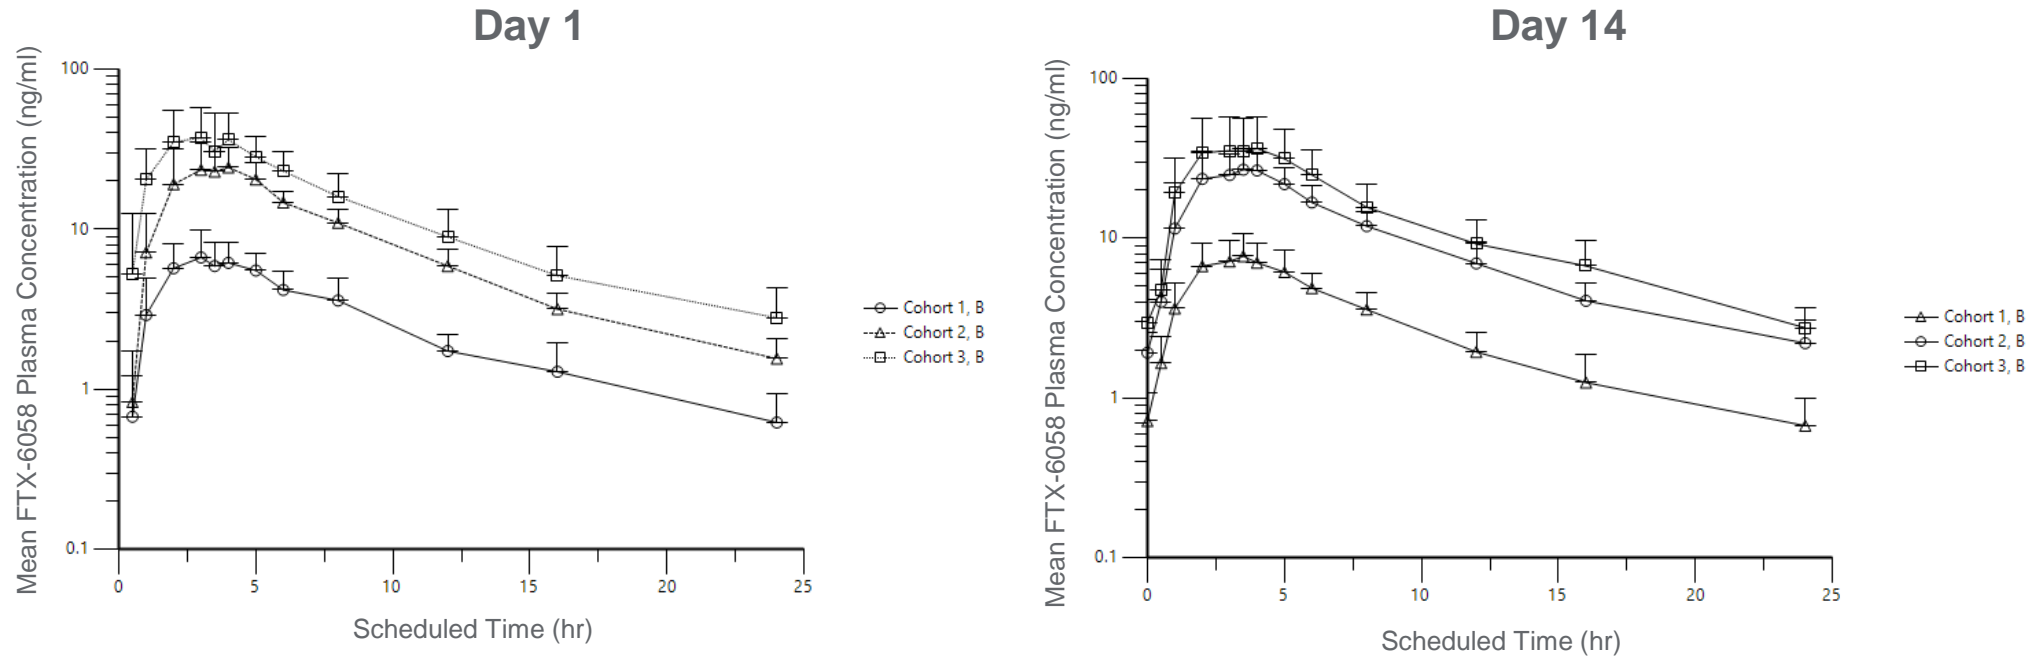 Day 1
Mean FTX-6058 Plasma Concentration (ng/ml)
100
10
1
0.1
0
5
10
15
20
25
Scheduled Time (hr)
Cohort 1, B
Cohort 2, B
Cohort 3, B
Day 14
Mean FTX-6058 Plasma Concentration (ng/ml)
100
10
1
0.1
0
5
10
15
20
25
Scheduled Time (hr)
Cohort 1, B
Cohort 2, B
Cohort 3, B